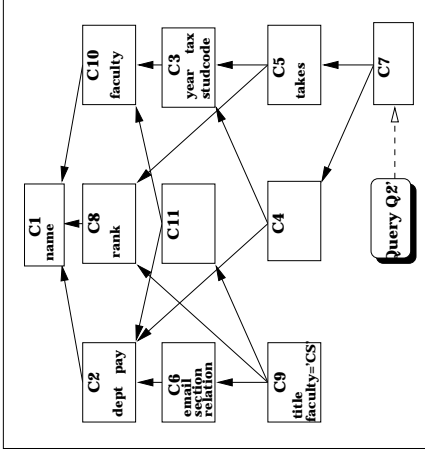 C1
name
C2
dept pay
C8
rank
C10
faculty
C6
email
section
relation
C11
C3
year tax
studcode
C9
title
faculty='CS'
C4
C5
takes
Query Q2'
C7